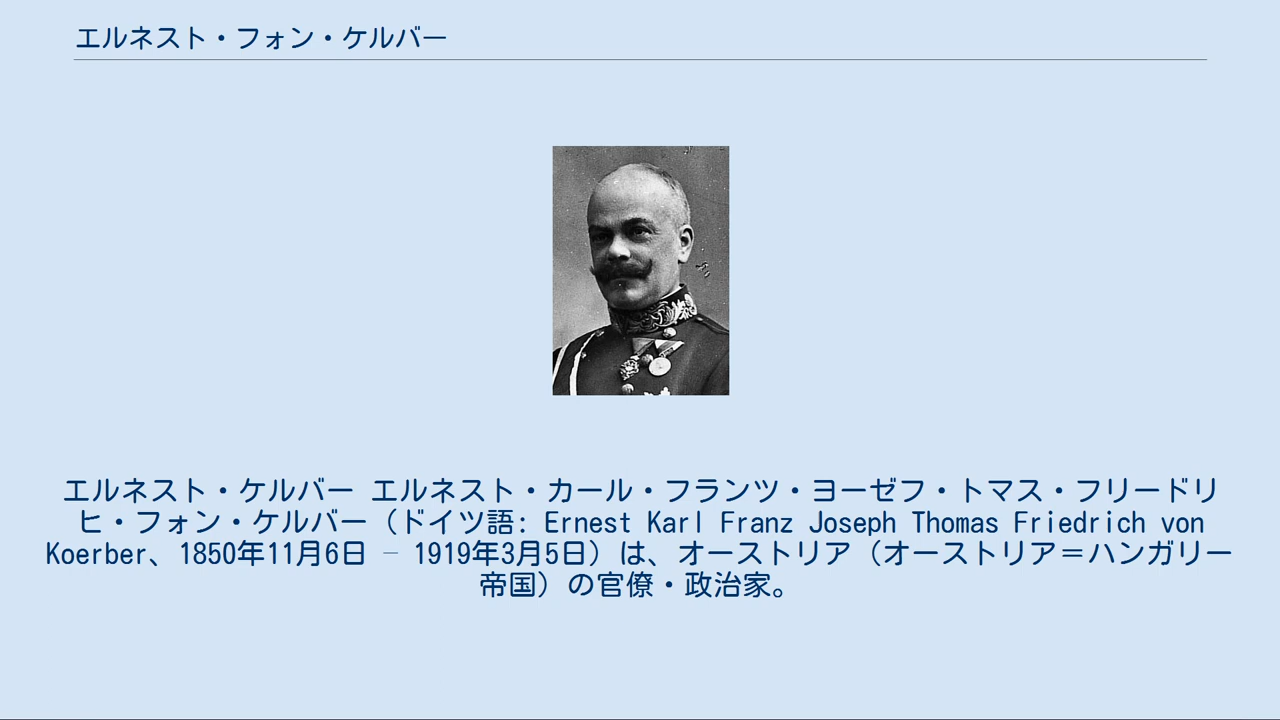 エルネスト・フォン・ケルバー
エルネスト・ケルバー エルネスト・カール・フランツ・ヨーゼフ・トマス・フリードリ
ヒ・フォン・ケルバー（ドイツ語: Ernest Karl Franz Joseph Thomas Friedrich von
Koerber、1850年11月6日 – 1919年3月5日）は、オーストリア（オーストリア＝ハンガリー
帝国）の官僚・政治家。